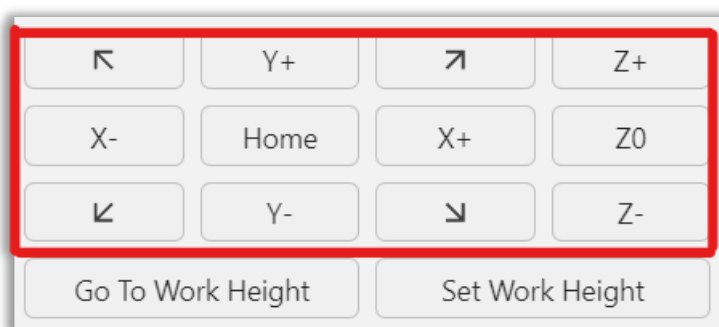 ↖ Y+ ↗ Z+
X- Home X+ Z0
↙ Y- ↘ Z-
Go To Work Height Set Work Height